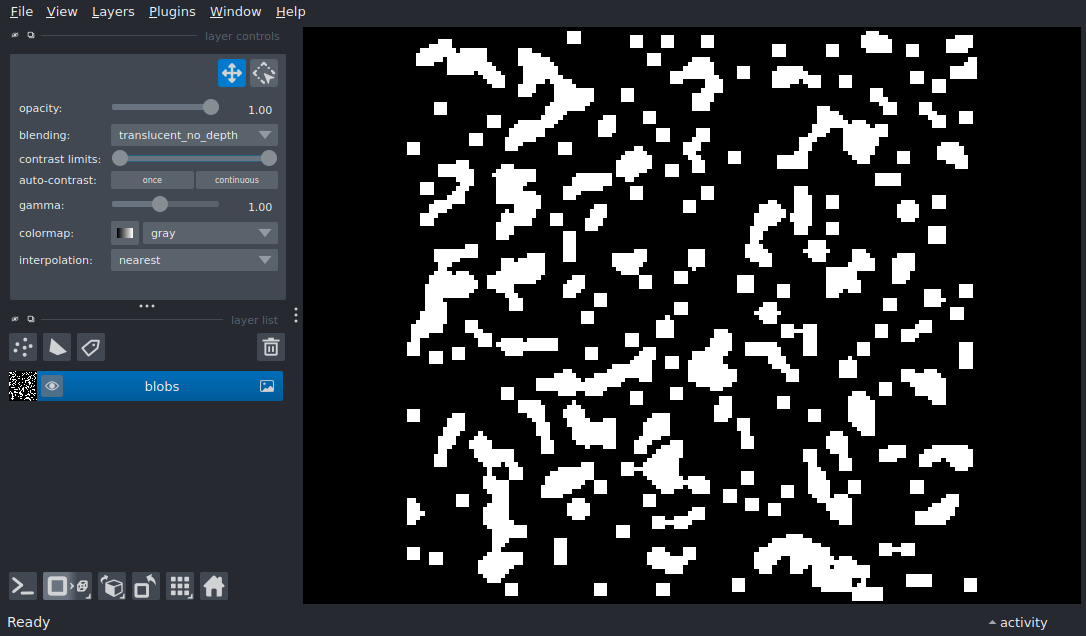 File View Layers Plugins Window Help
layer controls
opacity: 1.00
blending: translucent_no_depth
contrast limits:
auto-contrast: once continuous
gamma: 1.00
colormap: gray
interpolation: nearest
layer list
blobs
Ready activity